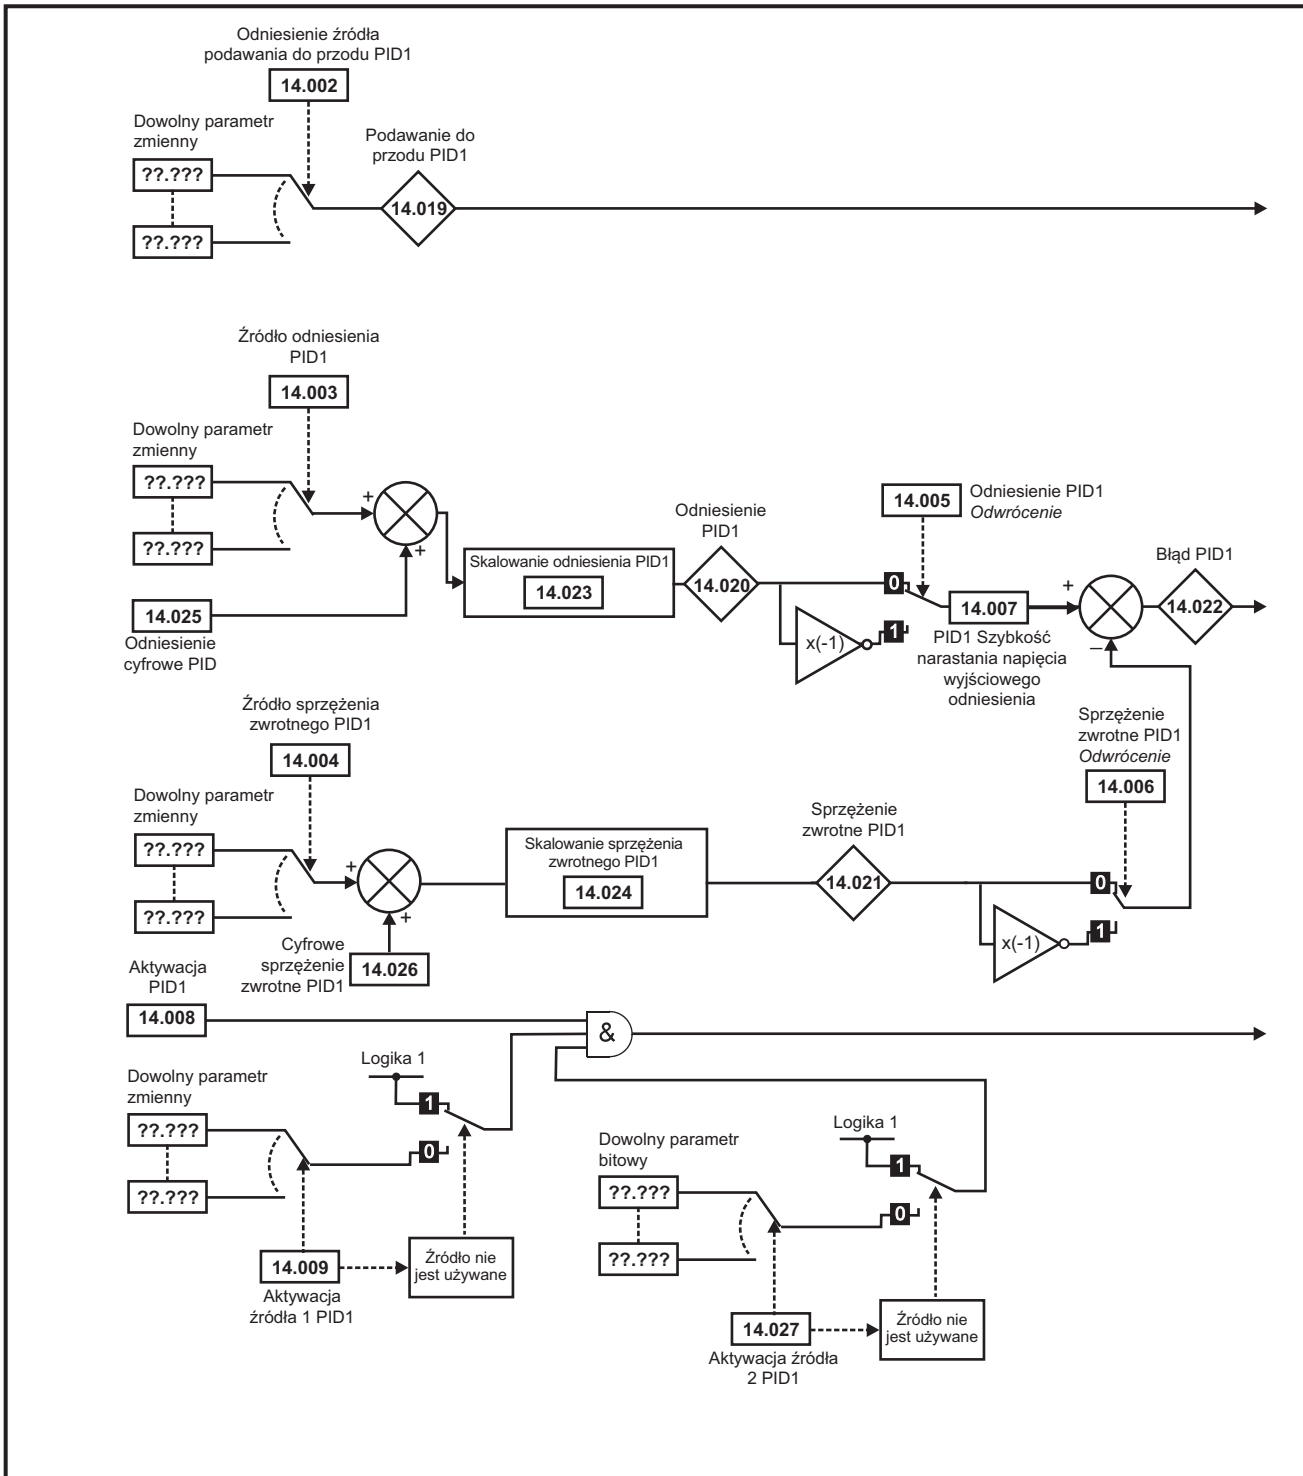 Odniesienie źródła
podawania do przodu PID1
14.002
Dowolny parametr
zmienny
??.???
??.???
Podawanie do
przodu PID1
14.019
Źródło odniesienia
PID1
14.003
Dowolny parametr
zmienny
??.???
??.???
+
+
14.025
Odniesienie
cyfrowe PID
Skalowanie odniesienia PID1
14.023
Odniesienie
PID1
14.020
x(-1)
0
1
14.005
Odniesienie PID1
Odwrócenie
14.007
PID1 Szybkość
narastania napięcia
wyjściowego
odniesienia
+
–
Błąd PID1
14.022
Źródło sprzężenia
zwrotnego PID1
14.004
Dowolny parametr
zmienny
??.???
??.???
+
+
Cyfrowe
sprzężenie
zwrotne PID1
14.026
Skalowanie sprzężenia
zwrotnego PID1
14.024
Sprzężenie
zwrotne PID1
14.021
x(-1)
0
1
Sprzężenie
zwrotne PID1
Odwrócenie
14.006
Aktywacja
PID1
14.008
&
Dowolny parametr
zmienny
??.???
??.???
Logika 1
1
0
14.009
Aktywacja
źródła 1 PID1
Źródło nie
jest używane
Dowolny parametr
bitowy
??.???
??.???
Logika 1
1
0
14.027
Aktywacja źródła
2 PID1
Źródło nie
jest używane